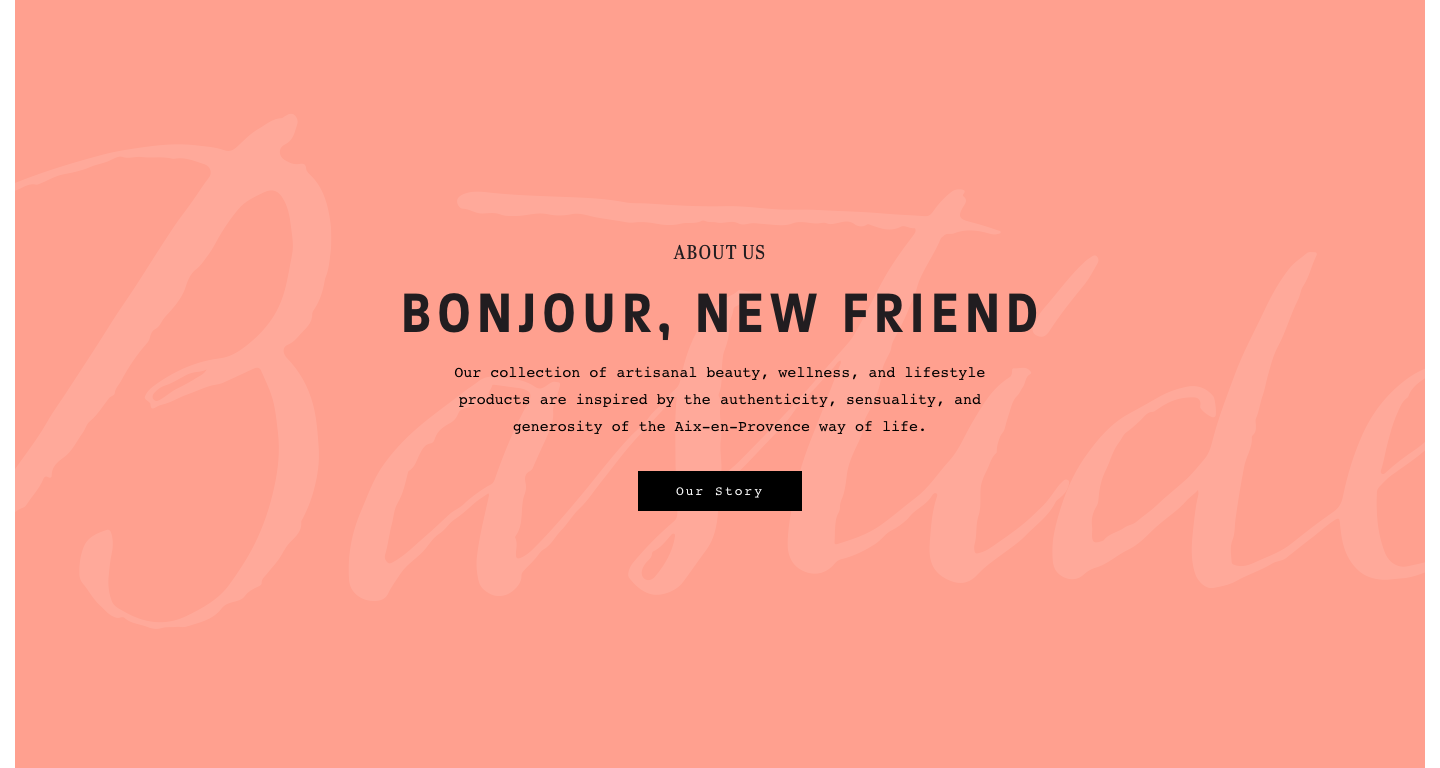 Bastide
ABOUT US
BONJOUR, NEW FRIEND
Our collection of artisanal beauty, wellness, and lifestyle
products are inspired by the authenticity, sensuality, and
generosity of the Aix-en-Provence way of life.
Our Story